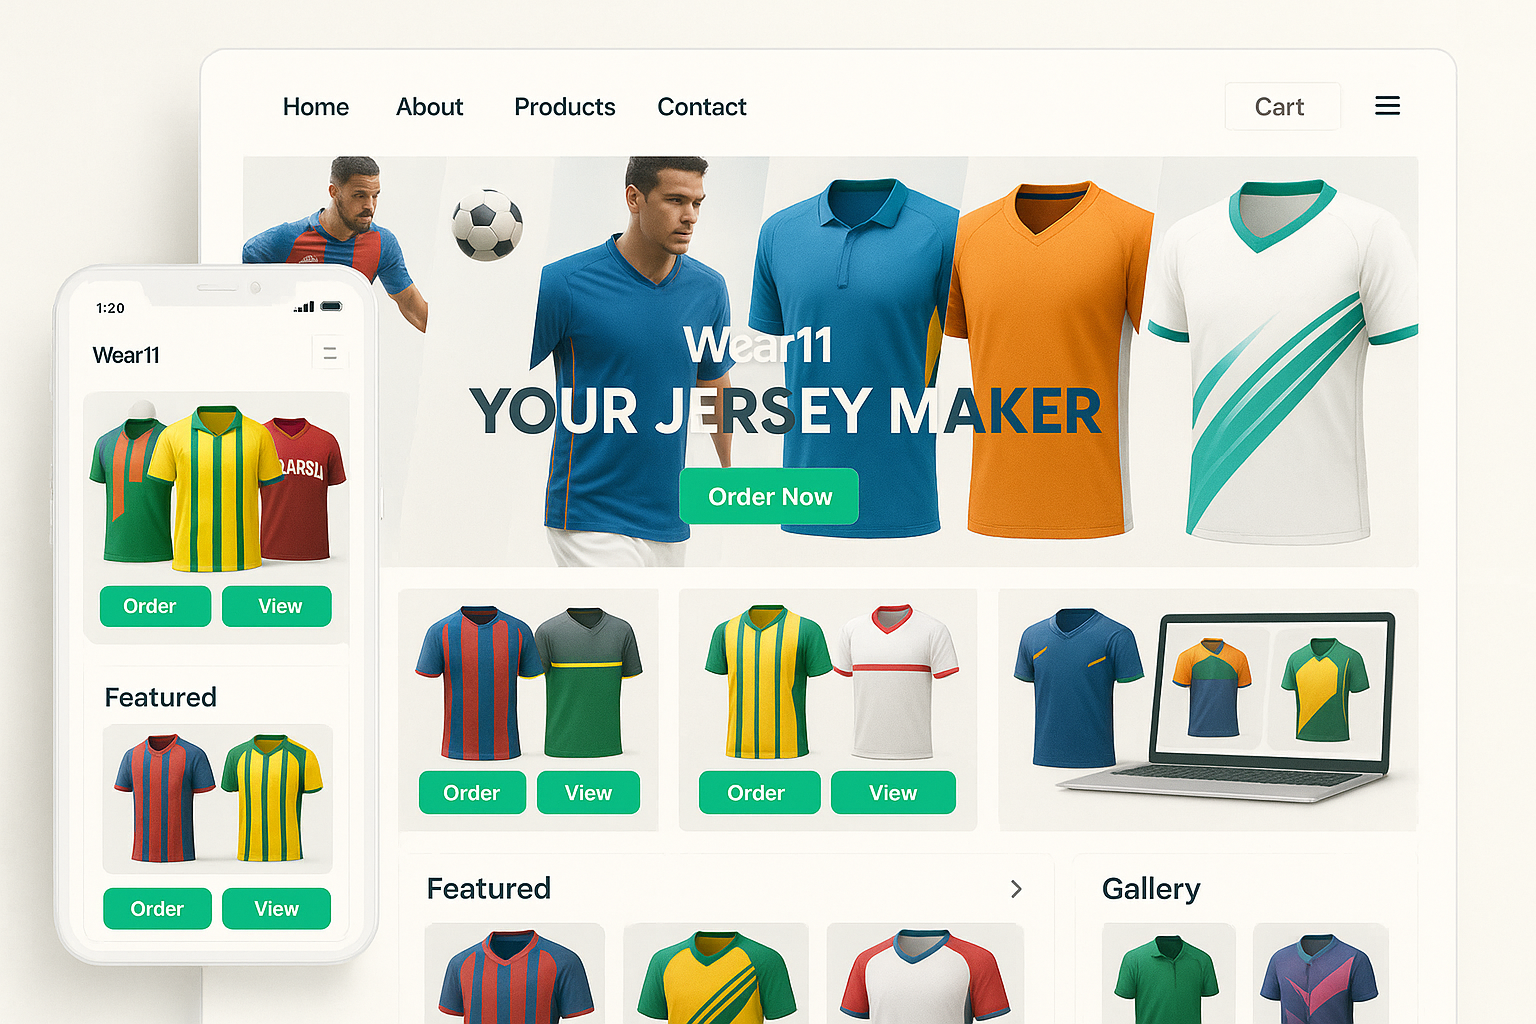 Home About Products Contact Cart
Wear11
YOUR JERSEY MAKER
Order Now
1:20
Wear11
Order View
Featured
Order View
Order View
Order View
Featured
Gallery